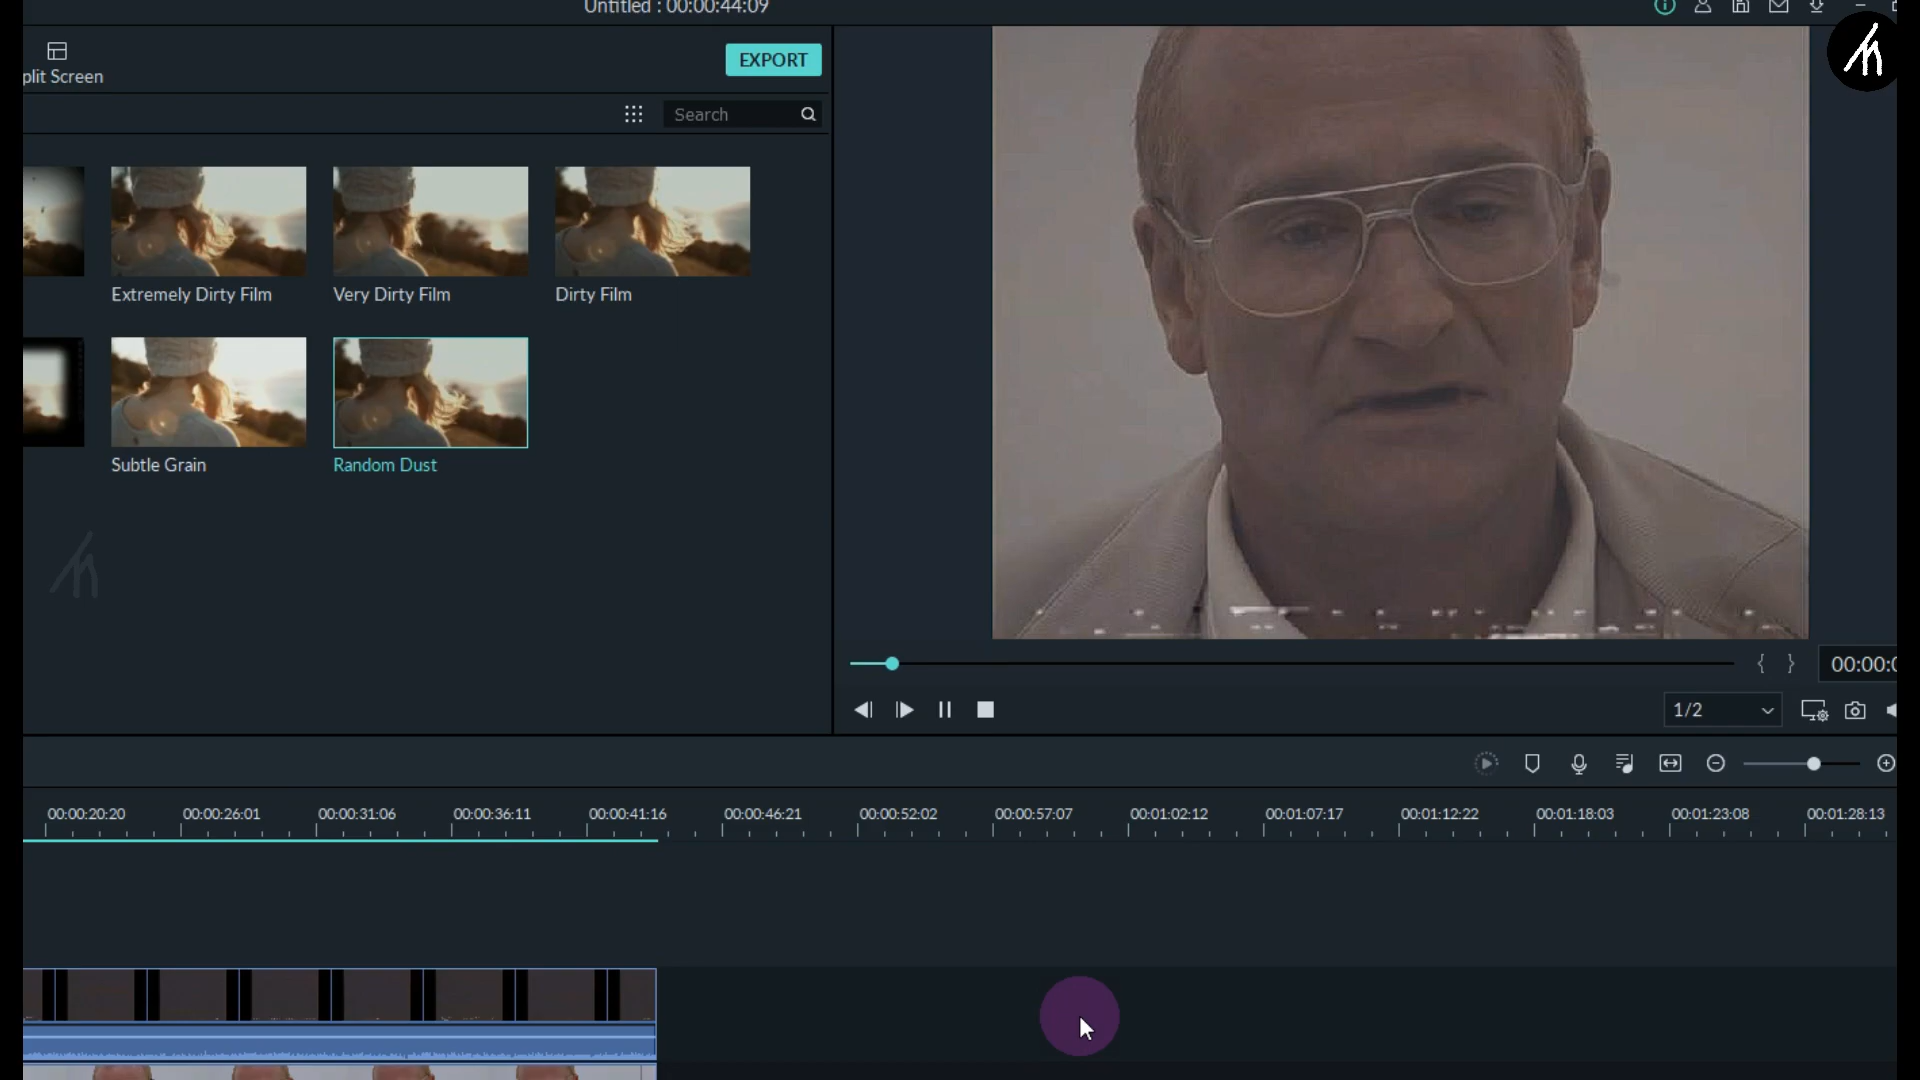 Untitled : 00:00:44:09
plit Screen
EXPORT
Search
Extremely Dirty Film
Very Dirty Film
Dirty Film
Subtle Grain
Random Dust
00:00:0
1/2
00:00:20:20
00:00:26:01
00:00:31:06
00:00:36:11
00:00:41:16
00:00:46:21
00:00:52:02
00:00:57:07
00:01:02:12
00:01:07:17
00:01:12:22
00:01:18:03
00:01:23:08
00:01:28:13